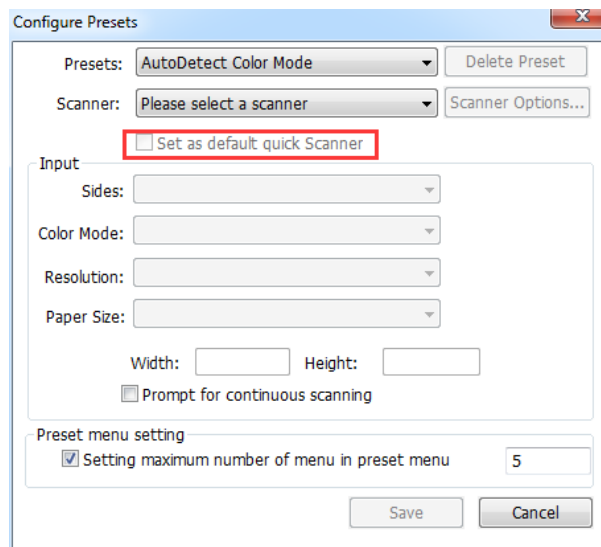 Configure Presets
Presets: AutoDetect Color Mode Delete Preset
Scanner: Please select a scanner Scanner Options...
Set as default quick Scanner
Input
Sides:
Color Mode:
Resolution:
Paper Size:
Width: Height:
Prompt for continuous scanning
Preset menu setting
Setting maximum number of menu in preset menu 5
Save Cancel